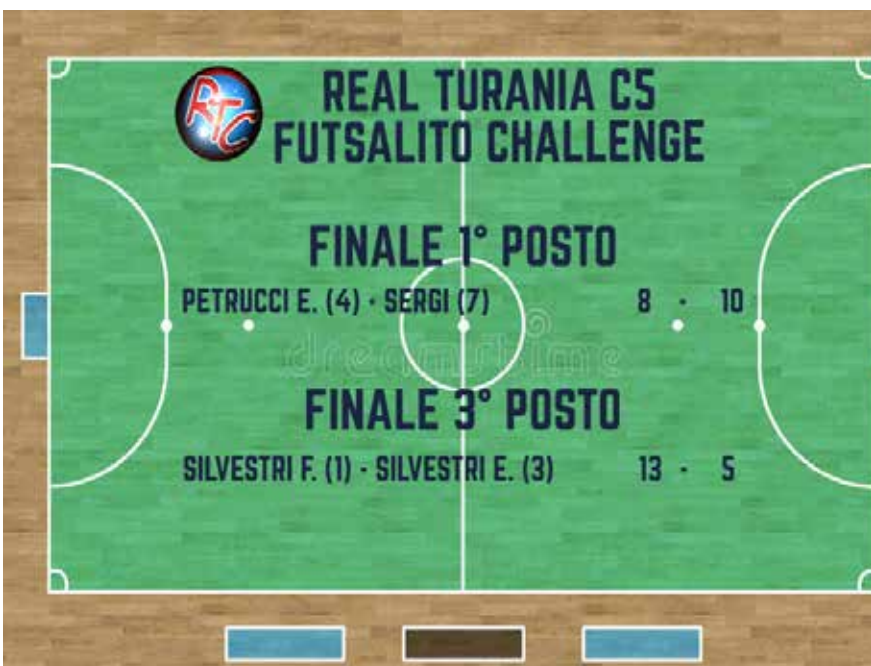 RTC
REAL TURANIA C5
FUTSALITO CHALLENGE
FINALE 1° POSTO
PETRUCCI E. (4) - SERGI (7) 8 - 10
dreamstime
FINALE 3° POSTO
SILVESTRI F. (1) - SILVESTRI E. (3) 13 - 5